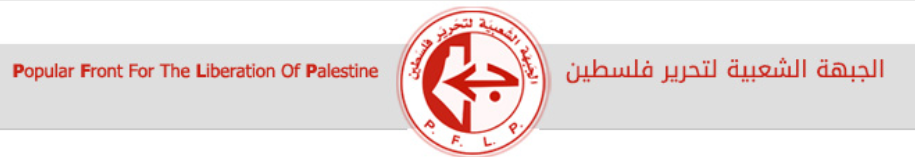 Popular Front For The Liberation Of Palestine
الجبهة الشعبية لتحرير فلسطين
ج
P. F. L. P.
الجبهة الشعبية لتحرير فلسطين